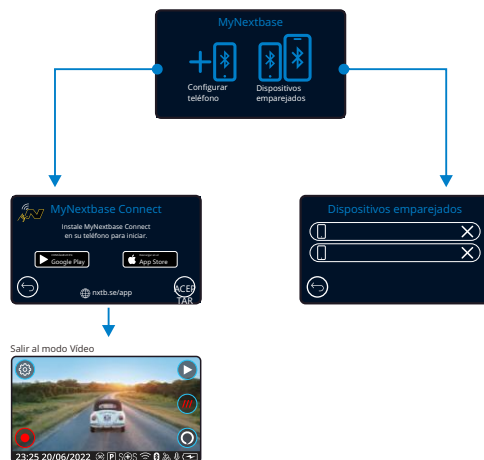 MyNextbase
Configurar
teléfono
Dispositivos
emparejados
MyNextbase Connect
Instale MyNextbase Connect
en su teléfono para iniciar.
Google Play
App Store
nxtb.se/app
ACEP
TAR
Dispositivos emparejados
Salir al modo Vídeo
23:25 20/06/2022
P
SOS